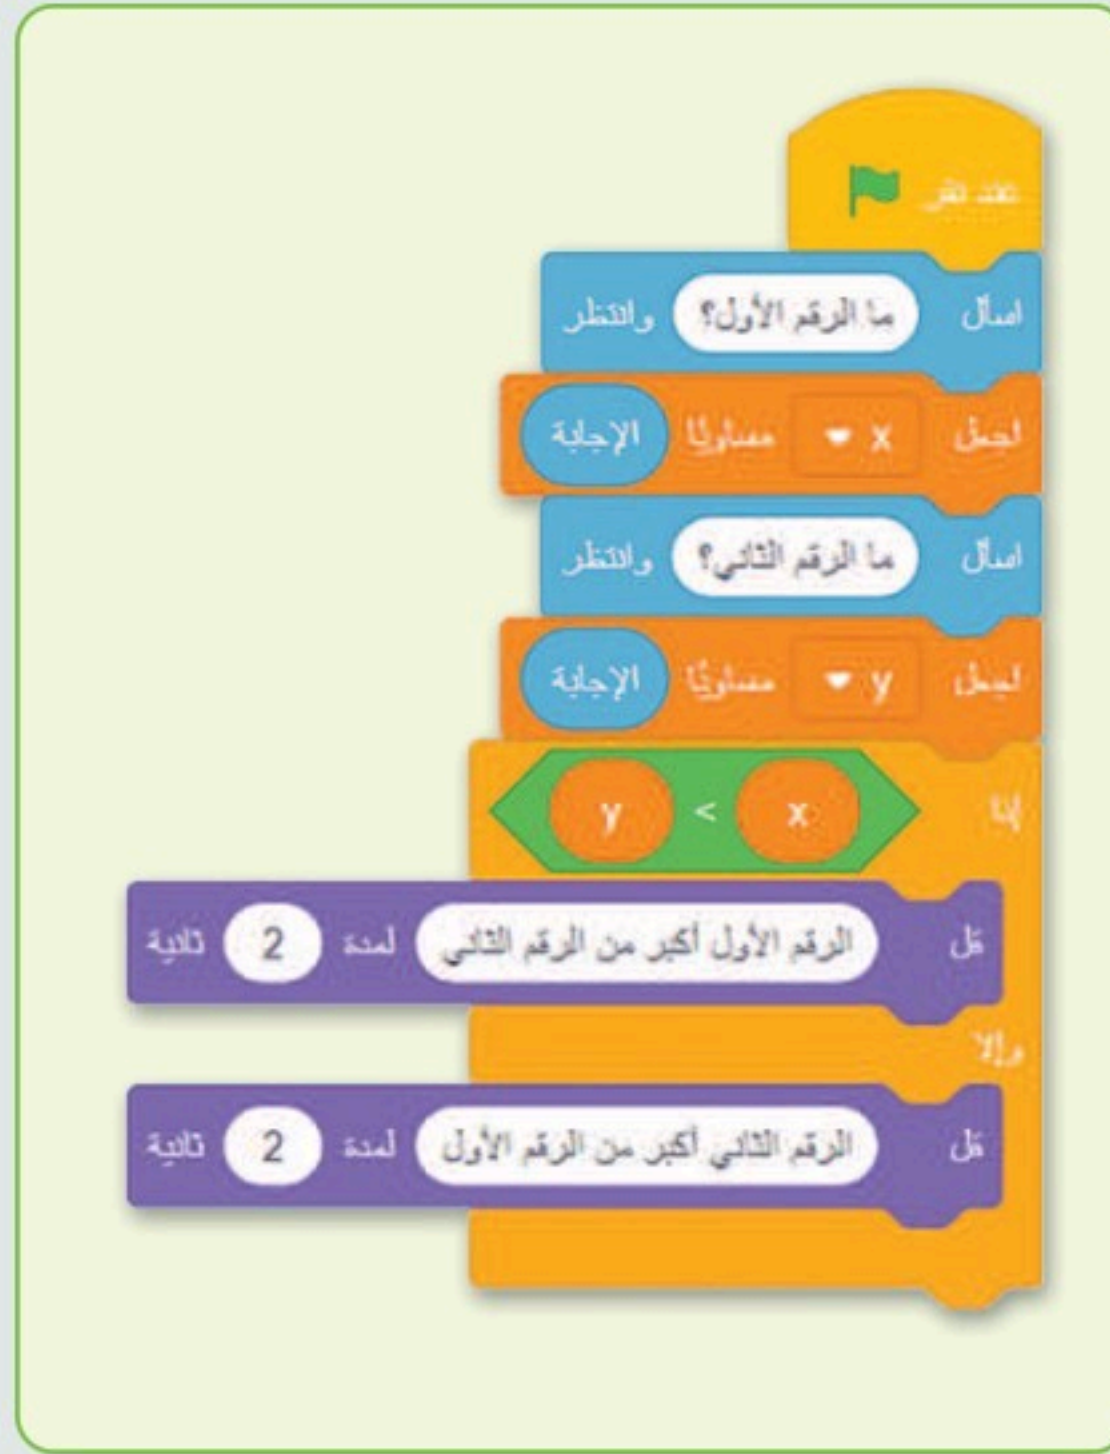 عند نقر
اسأل ما الرقم الأول؟ وانتظر
اجعل x مساويًا الإجابة
اسأل ما الرقم الثاني؟ وانتظر
اجعل y مساويًا الإجابة
إذا x < y
قل الرقم الأول أكبر من الرقم الثاني لمدة 2 ثانية
وإلا
قل الرقم الثاني أكبر من الرقم الأول لمدة 2 ثانية